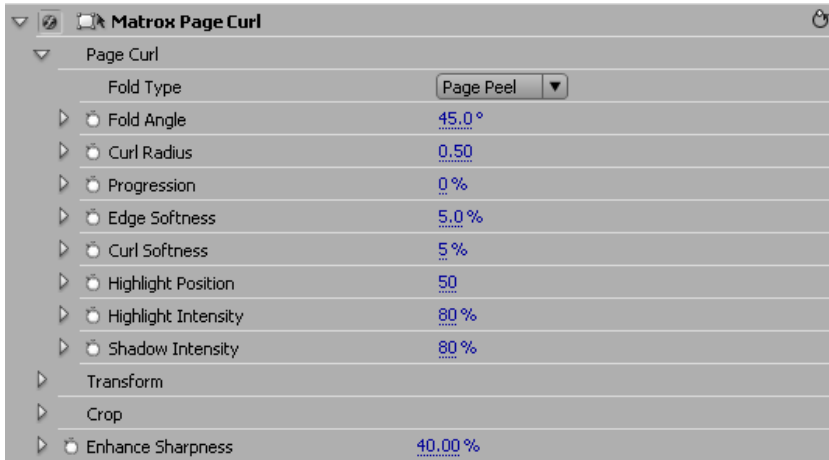 Matrox Page Curl
Page Curl
Fold Type Page Peel
Fold Angle 45.0°
Curl Radius 0.50
Progression 0%
Edge Softness 5.0%
Curl Softness 5%
Highlight Position 50
Highlight Intensity 80%
Shadow Intensity 80%
Transform
Crop
Enhance Sharpness 40.00%